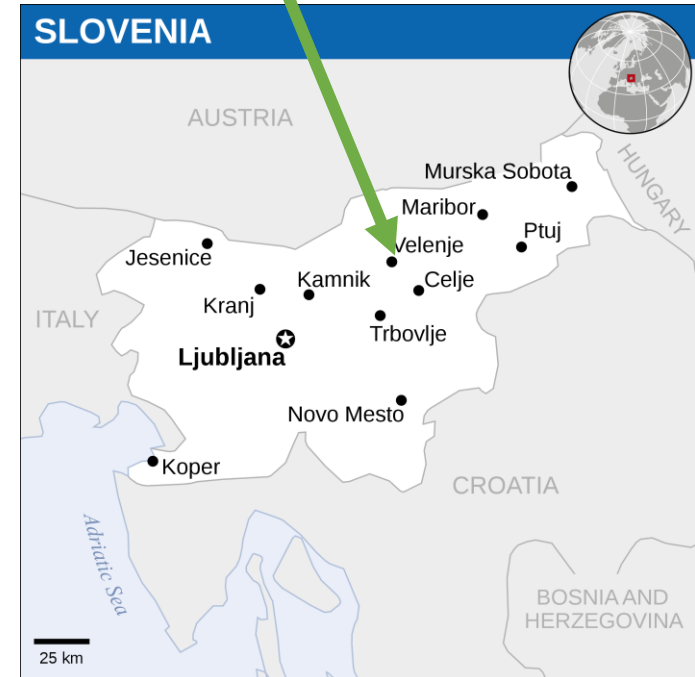 SLOVENIA
AUSTRIA
HUNGARY
Murska Sobota
Maribor
Ptuj
Velenje
Jesenice
Kamnik
Celje
Kranj
ITALY
Trbovlje
Ljubljana
Novo Mesto
Koper
CROATIA
Adriatic Sea
BOSNIA AND
HERZEGOVINA
25 km